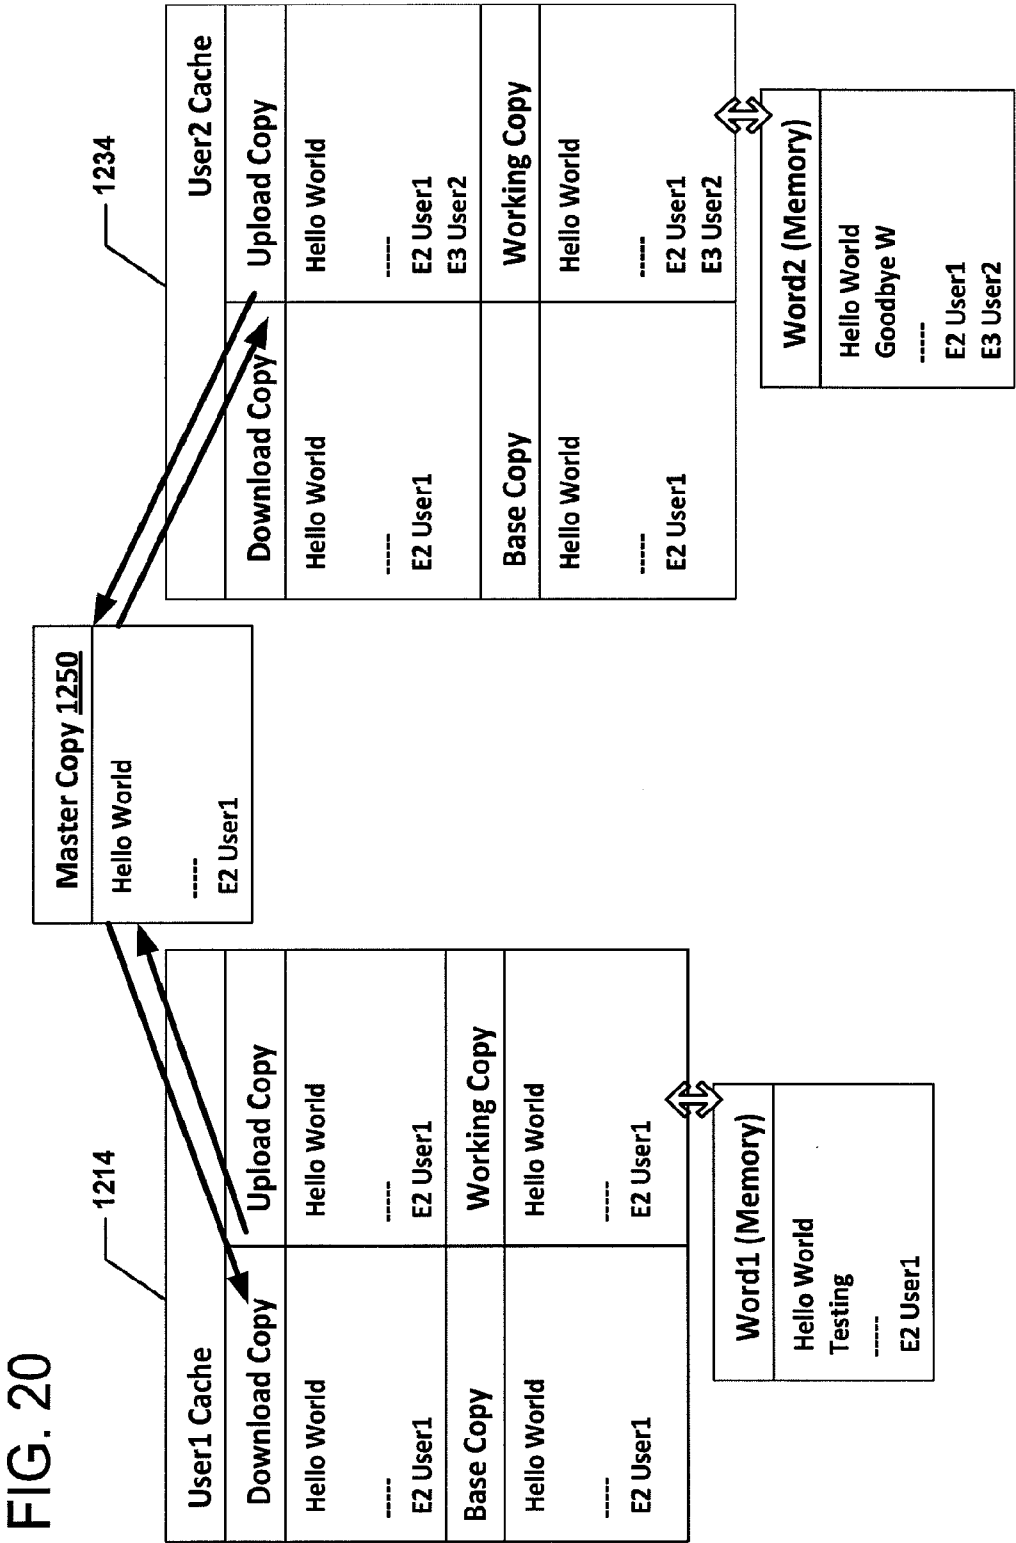 FIG. 20
Master Copy 1250
Hello World
-----
E2 User1
1214
User1 Cache
Download Copy
Hello World
-----
E2 User1
Upload Copy
Hello World
-----
E2 User1
Base Copy
Hello World
-----
E2 User1
Working Copy
Hello World
-----
E2 User1
Word1 (Memory)
Hello World
Testing
-----
E2 User1
1234
User2 Cache
Download Copy
Hello World
-----
E2 User1
Upload Copy
Hello World
-----
E2 User1
E3 User2
Base Copy
Hello World
-----
E2 User1
Working Copy
Hello World
-----
E2 User1
E3 User2
Word2 (Memory)
Hello World
Goodbye W
-----
E2 User1
E3 User2